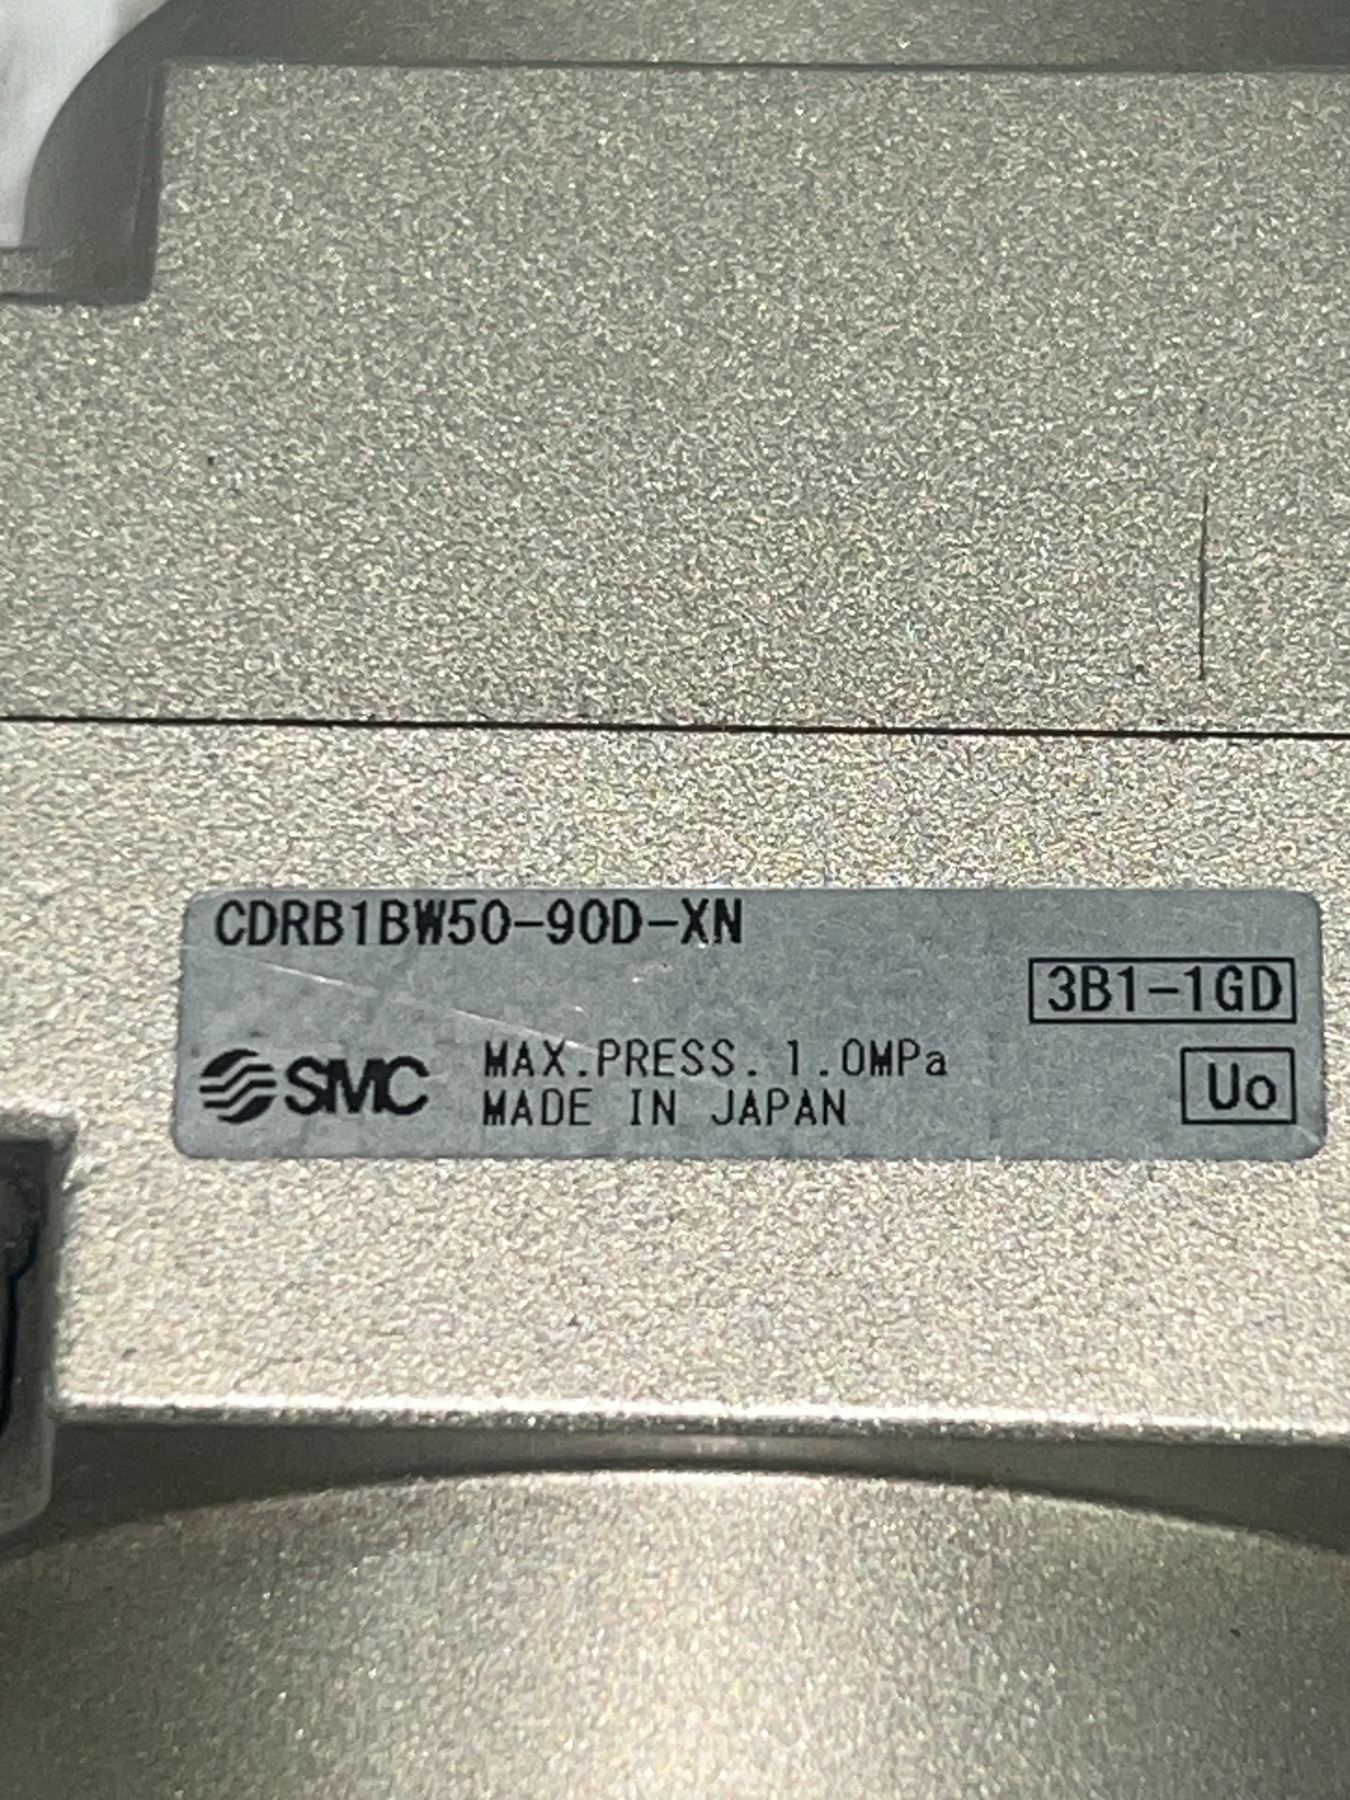 CDRB1BW50-90D-XN
3B1-1GD
SMC
MAX.PRESS. 1.0MPa
MADE IN JAPAN
Uo